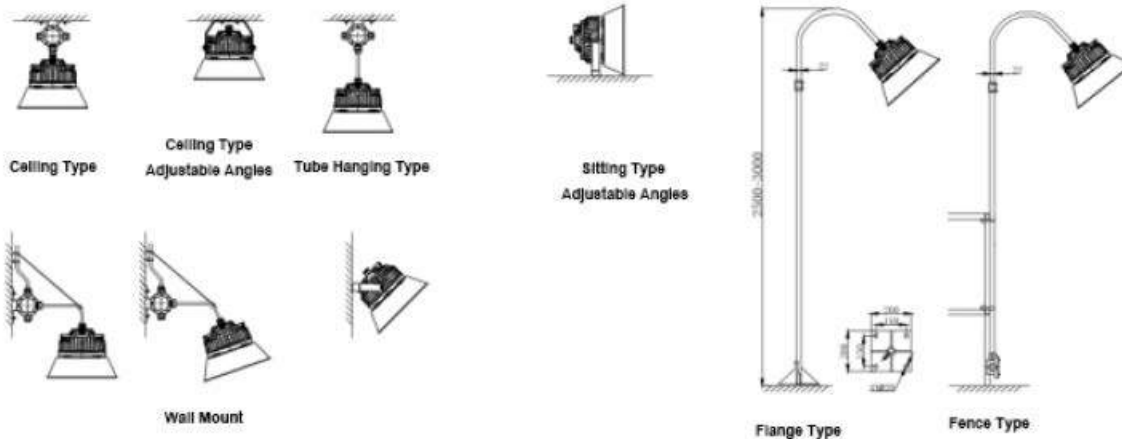 Ceiling Type
Ceiling Type
Adjustable Angles
Tube Hanging Type
Sitting Type
Adjustable Angles
2500-3000
Wall Mount
Flange Type
Fence Type